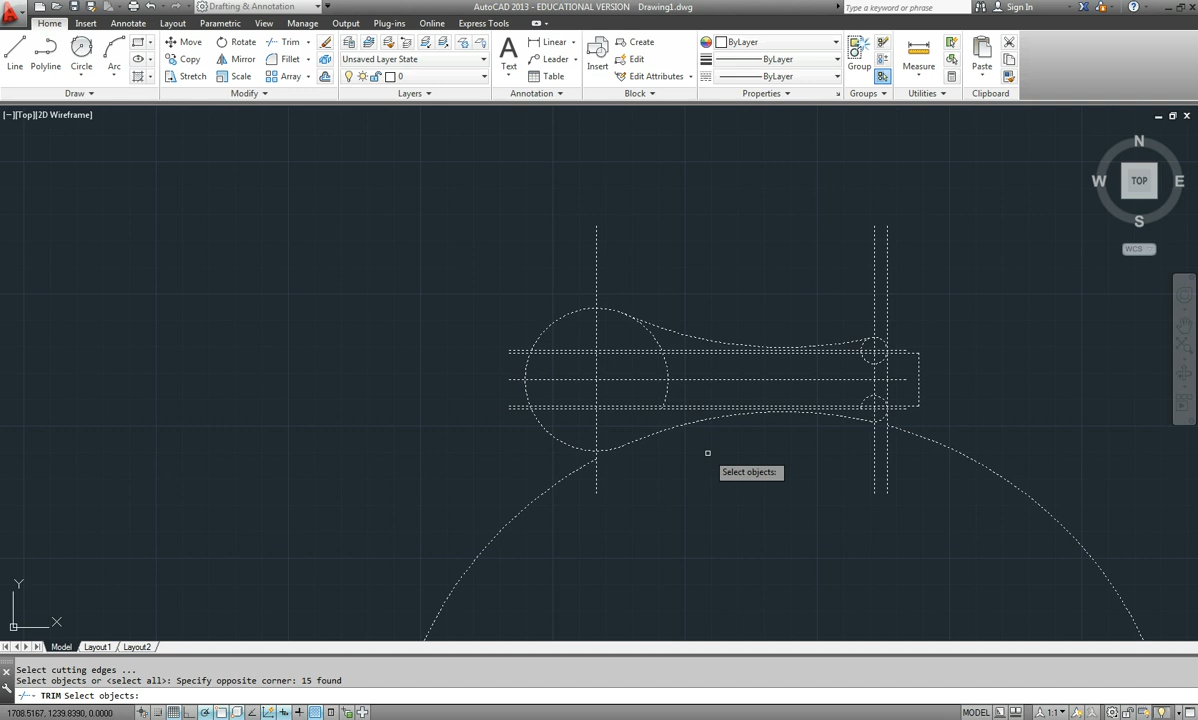 Drafting & Annotation
AutoCAD 2013 - EDUCATIONAL VERSION Drawing1.dwg
Type a keyword or phrase
Sign In
Home Insert Annotate Layout Parametric View Manage Output Plug-ins Online Express Tools
Line
Polyline
Circle
Arc
Move
Copy
Stretch
Rotate
Mirror
Scale
Trim
Fillet
Array
Unsaved Layer State
0
Text
Linear
Leader
Table
Insert
Create
Edit
Edit Attributes
ByLayer
ByLayer
ByLayer
Group
Measure
Paste
Draw Modify Layers Annotation Block Properties Groups Utilities Clipboard
[−][Top][2D Wireframe]
N
W TOP E
S
WCS
Select objects:
Y
X
Model Layout1 Layout2
Select cutting edges ...
Select objects or <select all>: Specify opposite corner: 15 found
TRIM Select objects:
1708.5167, 1239.8390, 0.0000
MODEL
1:1